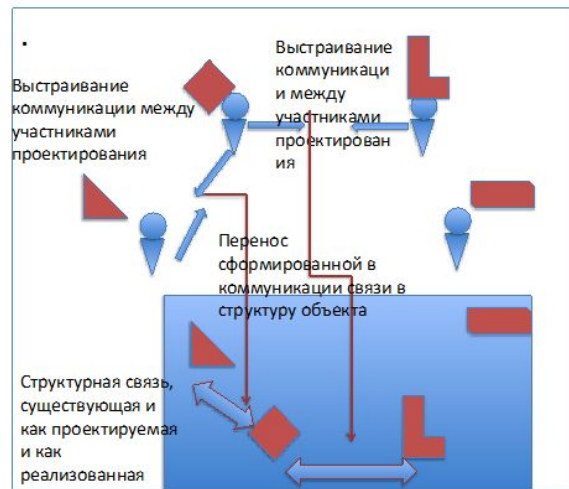 .
Выстраивание
коммуникации между
участниками
проектирования
Выстраивание
коммуникаци
и между
участниками
проектирован
ия
Перенос
сформированной в
коммуникации связи в
структуру объекта
Структурная связь,
существующая и
как проектируемая
и как
реализованная